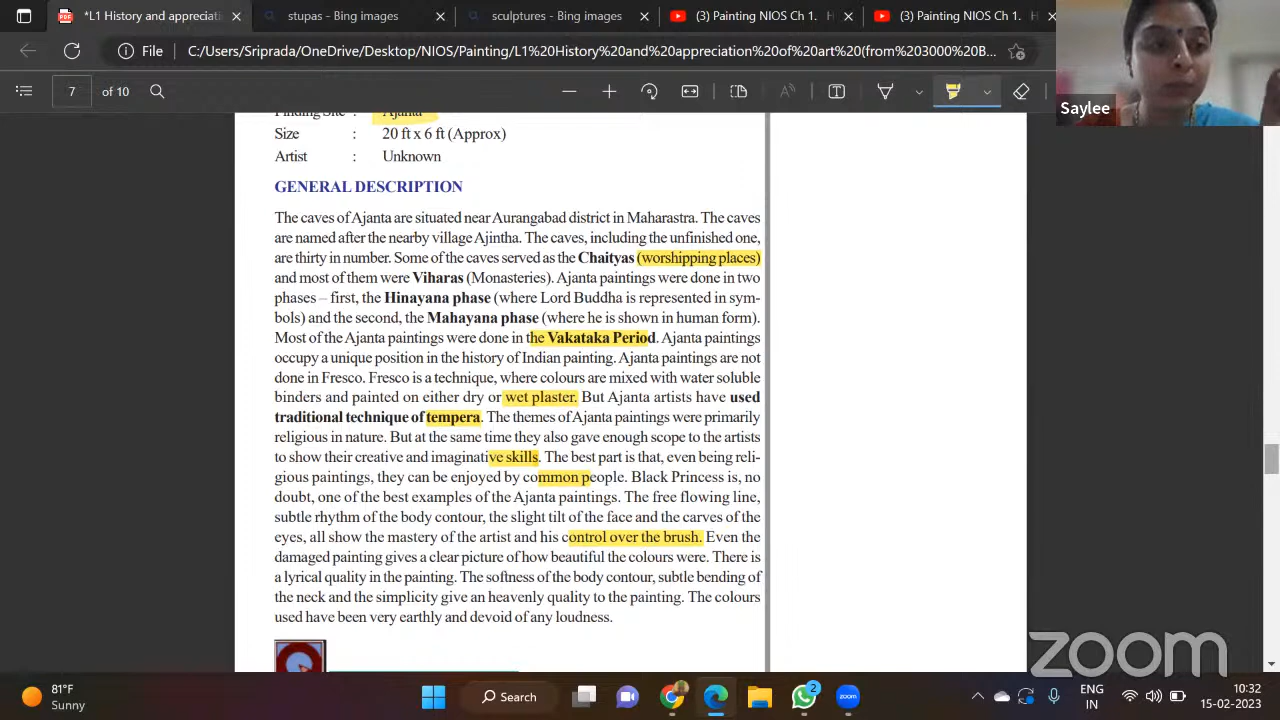 *L1 History and appreciati
stupas - Bing images
sculptures - Bing images
(3) Painting NIOS Ch 1.
(3) Painting NIOS Ch 1.
File
C:/Users/Sriprada/OneDrive/Desktop/NIOS/Painting/L1%20History%20and%20appreciation%20of%20art%20(from%203000%20B...
7
of 10
Saylee
Finding Site : Ajanta
Size : 20 ft x 6 ft (Approx)
Artist : Unknown
GENERAL DESCRIPTION
The caves of Ajanta are situated near Aurangabad district in Maharastra. The caves
are named after the nearby village Ajintha. The caves, including the unfinished one,
are thirty in number. Some of the caves served as the Chaityas (worshipping places)
and most of them were Viharas (Monasteries). Ajanta paintings were done in two
phases – first, the Hinayana phase (where Lord Buddha is represented in sym-
bols) and the second, the Mahayana phase (where he is shown in human form).
Most of the Ajanta paintings were done in the Vakataka Period. Ajanta paintings
occupy a unique position in the history of Indian painting. Ajanta paintings are not
done in Fresco. Fresco is a technique, where colours are mixed with water soluble
binders and painted on either dry or wet plaster. But Ajanta artists have used
traditional technique of tempera. The themes of Ajanta paintings were primarily
religious in nature. But at the same time they also gave enough scope to the artists
to show their creative and imaginative skills. The best part is that, even being reli-
gious paintings, they can be enjoyed by common people. Black Princess is, no
doubt, one of the best examples of the Ajanta paintings. The free flowing line,
subtle rhythm of the body contour, the slight tilt of the face and the carves of the
eyes, all show the mastery of the artist and his control over the brush. Even the
damaged painting gives a clear picture of how beautiful the colours were. There is
a lyrical quality in the painting. The softness of the body contour, subtle bending of
the neck and the simplicity give an heavenly quality to the painting. The colours
used have been very earthly and devoid of any loudness.
zoom
81°F
Sunny
Search
2
zoom
ENG
IN
10:32
15-02-2023